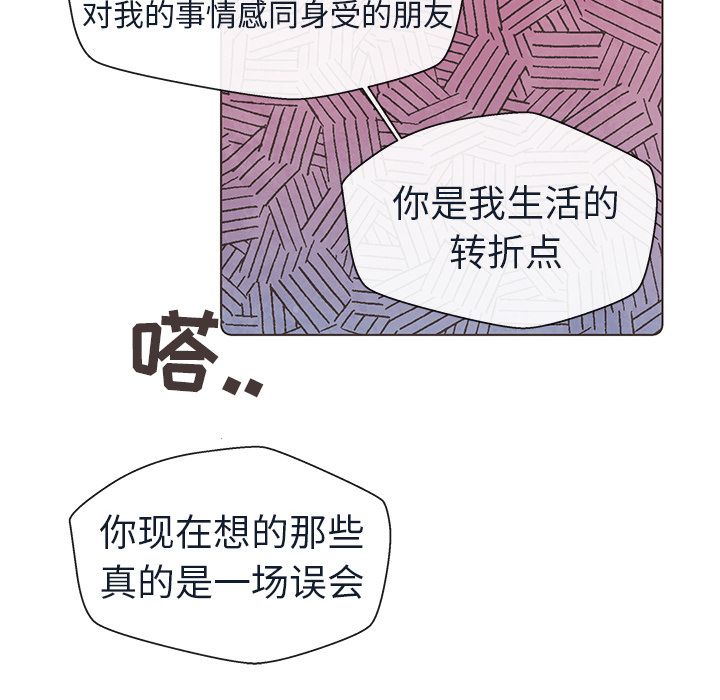 对我的事情感同身受的朋友
你是我生活的
转折点
嗒..
你现在想的那些
真的是一场误会